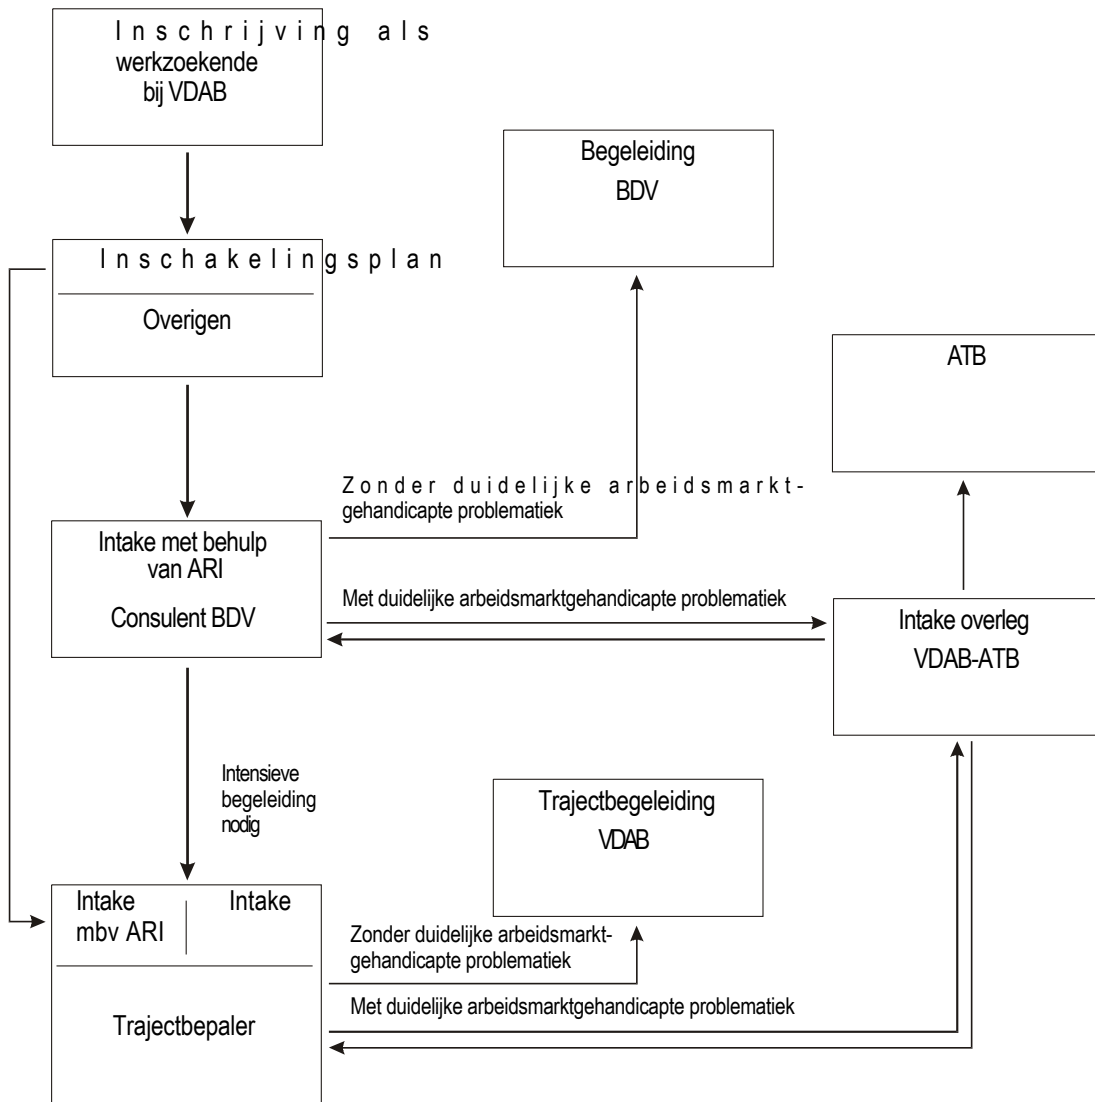 Inschrijving als
werkzoekende
bij VDAB
Begeleiding
BDV
Inschakelingsplan
Overigen
ATB
Zonder duidelijke arbeidsmarkt-
gehandicapte problematiek
Intake met behulp
van ARI
Consulent BDV
Met duidelijke arbeidsmarktgehandicapte problematiek
Intake overleg
VDAB-ATB
Intensieve
begeleiding
nodig
Trajectbegeleiding
VDAB
Intake
mbv ARI
Intake
Trajectbepaler
Zonder duidelijke arbeidsmarkt-
gehandicapte problematiek
Met duidelijke arbeidsmarktgehandicapte problematiek